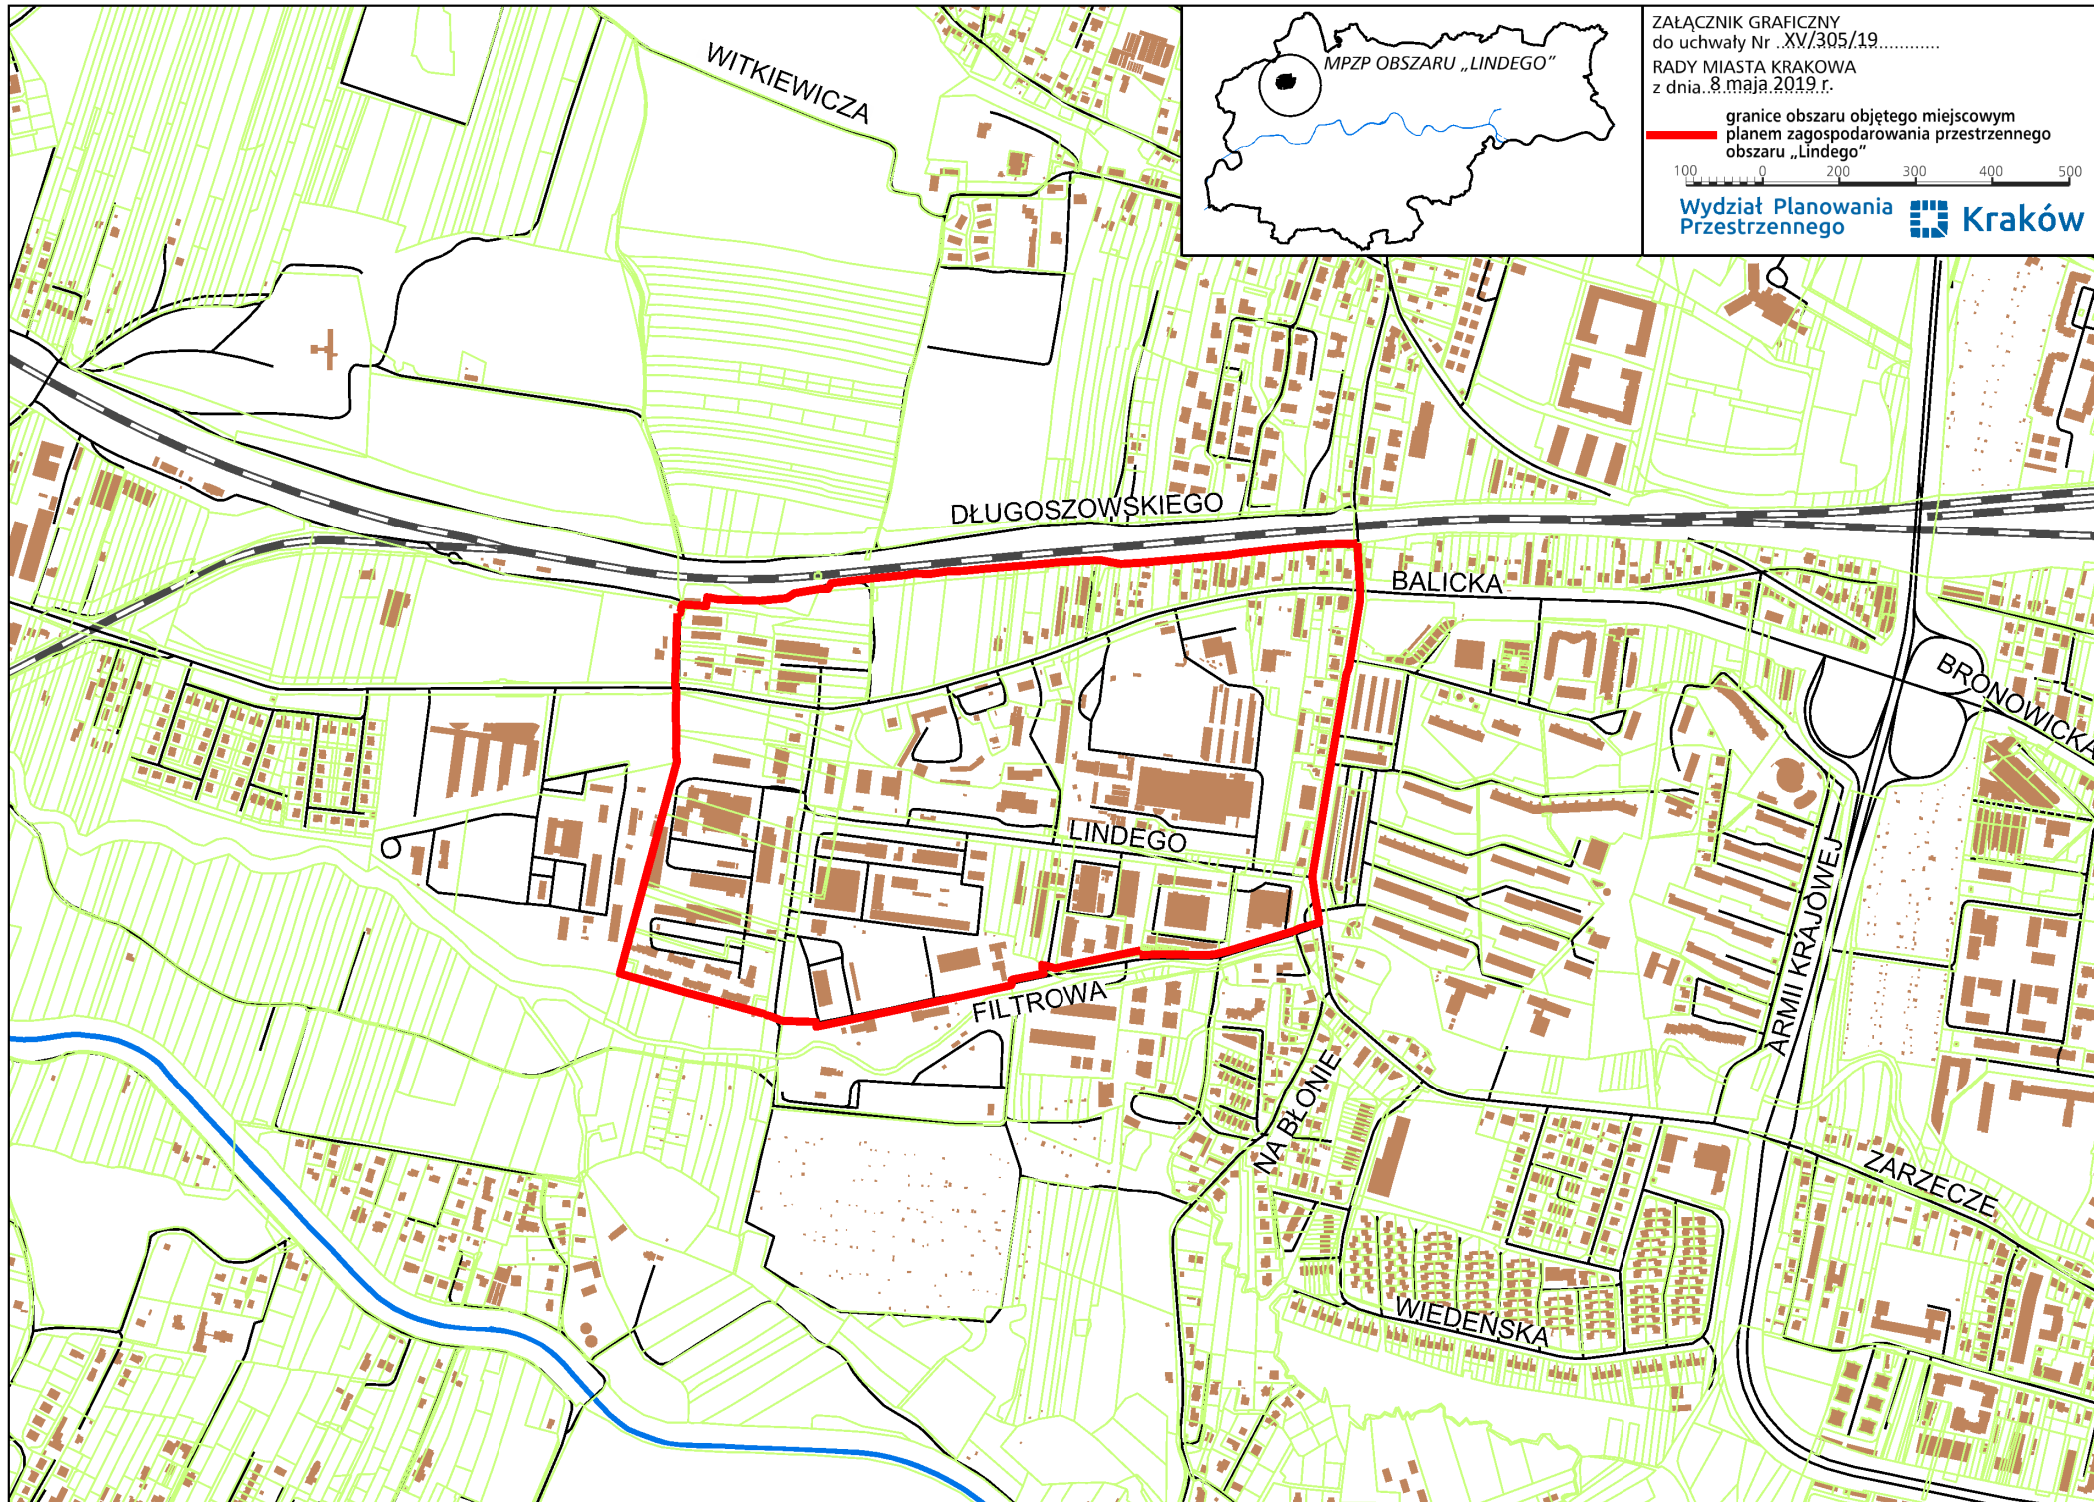 WITKIEWICZA
MPZP OBSZARU „LINDEGO”
ZAŁĄCZNIK GRAFICZNY
do uchwały Nr ..XV/305/19............
RADY MIASTA KRAKOWA
z dnia..8 maja 2019 r.
granice obszaru objętego miejscowym
planem zagospodarowania przestrzennego
obszaru „Lindego”
100 0 200 300 400 500
Wydział Planowania
Przestrzennego
Kraków
DŁUGOSZOWSKIEGO
BALICKA
BRONOWICKA
LINDEGO
ARMII KRAJOWEJ
FILTROWA
NA BŁONIE
ZARZECZE
WIEDEŃSKA